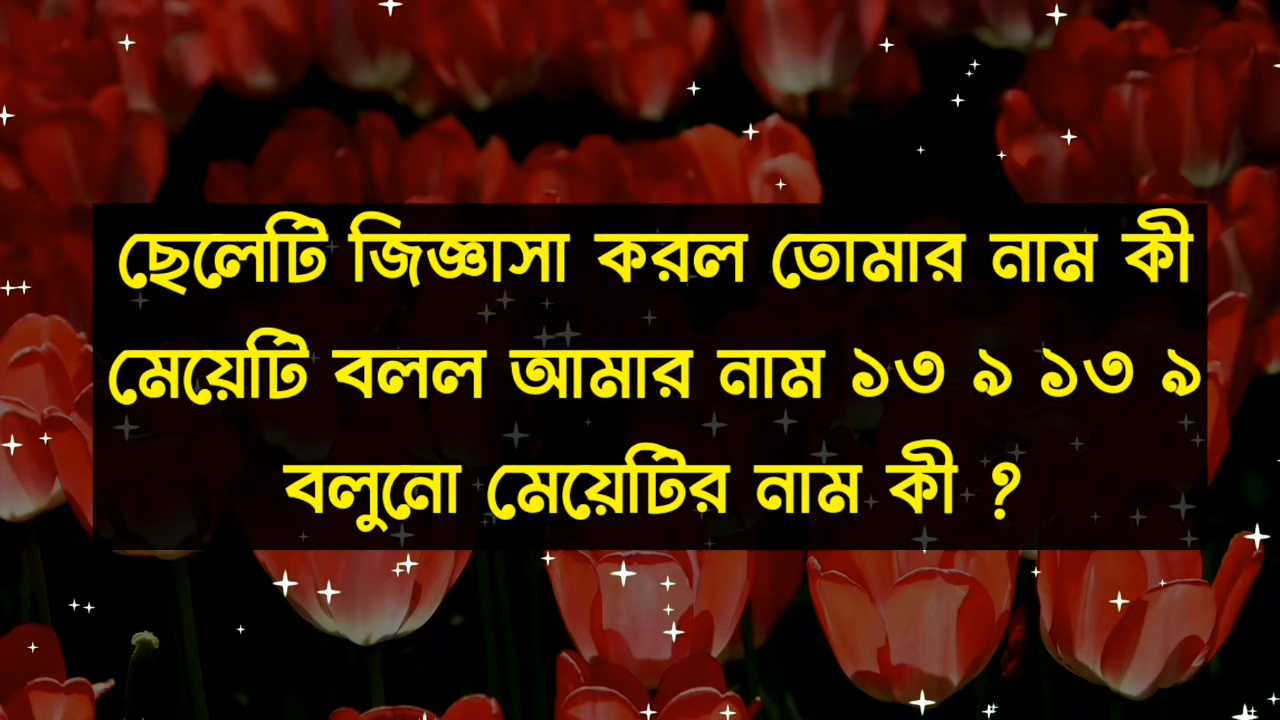 ছেলেটি জিজ্ঞাসা করল তোমার নাম কী
মেয়েটি বলল আমার নাম ১৩ ৯ ১৩ ৯
বলুনো মেয়েটির নাম কী ?